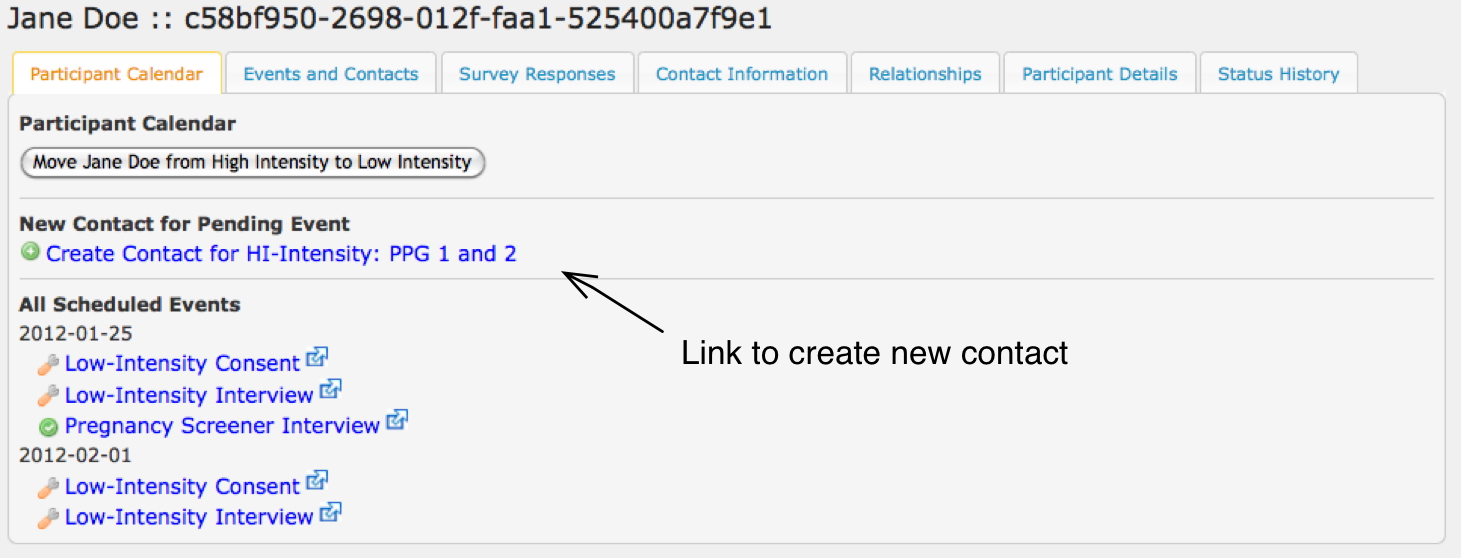 Jane Doe :: c58bf950-2698-012f-faa1-525400a7f9e1
Participant Calendar
Events and Contacts
Survey Responses
Contact Information
Relationships
Participant Details
Status History
Participant Calendar
Move Jane Doe from High Intensity to Low Intensity
New Contact for Pending Event
Create Contact for HI-Intensity: PPG 1 and 2
All Scheduled Events
2012-01-25
Low-Intensity Consent
Link to create new contact
Low-Intensity Interview
Pregnancy Screener Interview
2012-02-01
Low-Intensity Consent
Low-Intensity Interview